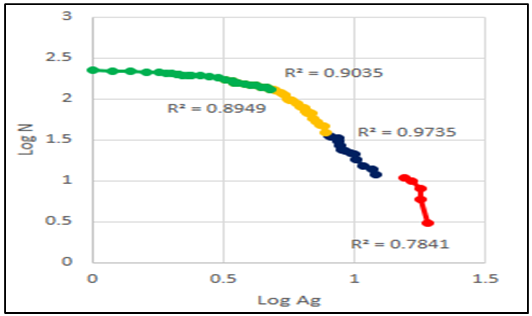 3
2.5
R² = 0.9035
2
R² = 0.8949
Log N
1.5
R² = 0.9735
1
0.5
R² = 0.7841
0
0
0.5
1
1.5
Log Ag